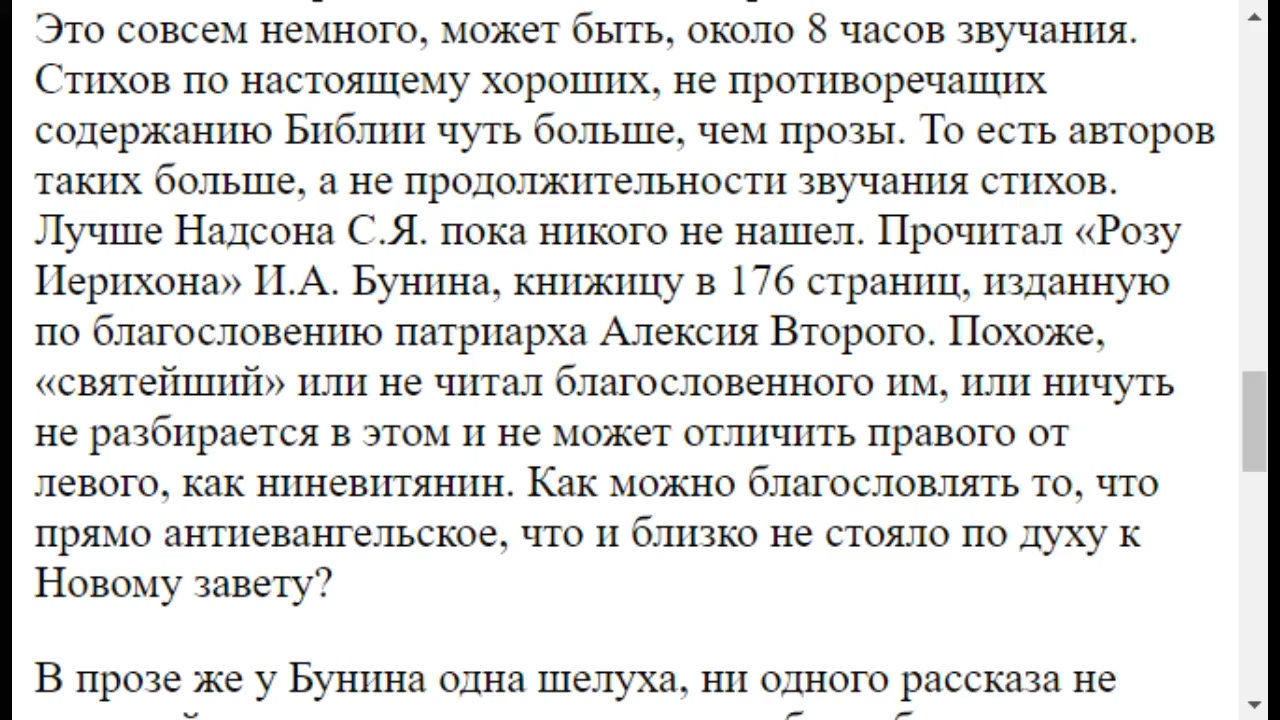 Это совсем немного, может быть, около 8 часов звучания.
Стихов по настоящему хороших, не противоречащих
содержанию Библии чуть больше, чем прозы. То есть авторов
таких больше, а не продолжительности звучания стихов.
Лучше Надсона С.Я. пока никого не нашел. Прочитал «Розу
Иерихона» И.А. Бунина, книжицу в 176 страниц, изданную
по благословению патриарха Алексия Второго. Похоже,
«святейший» или не читал благословенного им, или ничуть
не разбирается в этом и не может отличить правого от
левого, как ниневитянин. Как можно благословлять то, что
прямо антиевангельское, что и близко не стояло по духу к
Новому завету?
В прозе же у Бунина одна шелуха, ни одного рассказа не